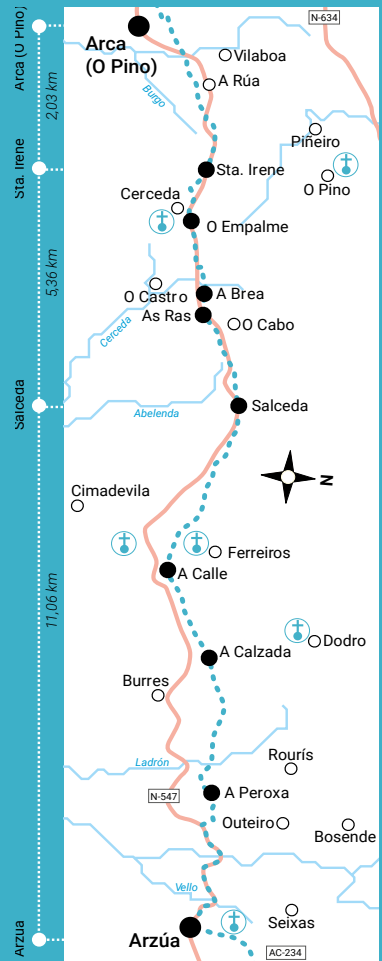 Arca (O Pino)
2,03 km
Sta. Irene
5,36 km
Salceda
11,06 km
Arzua
N-634
Arca
(O Pino)
Vilaboa
A Rúa
Burgo
Piñeiro
Sta. Irene
O Pino
Cerceda
O Empalme
O Castro
A Brea
As Ras
O Cabo
Cerceda
Salceda
Abelenda
N
Cimadevila
Ferreiros
A Calle
Dodro
A Calzada
Burres
Ladrón
Rourís
N-547
A Peroxa
Outeiro
Bosende
Vello
Seixas
Arzúa
AC-234